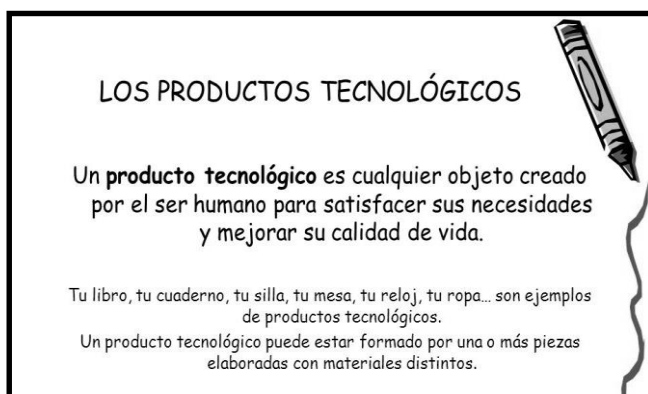 LOS PRODUCTOS TECNOLÓGICOS
Un producto tecnológico es cualquier objeto creado
por el ser humano para satisfacer sus necesidades
y mejorar su calidad de vida.
Tu libro, tu cuaderno, tu silla, tu mesa, tu reloj, tu ropa... son ejemplos
de productos tecnológicos.
Un producto tecnológico puede estar formado por una o más piezas
elaboradas con materiales distintos.